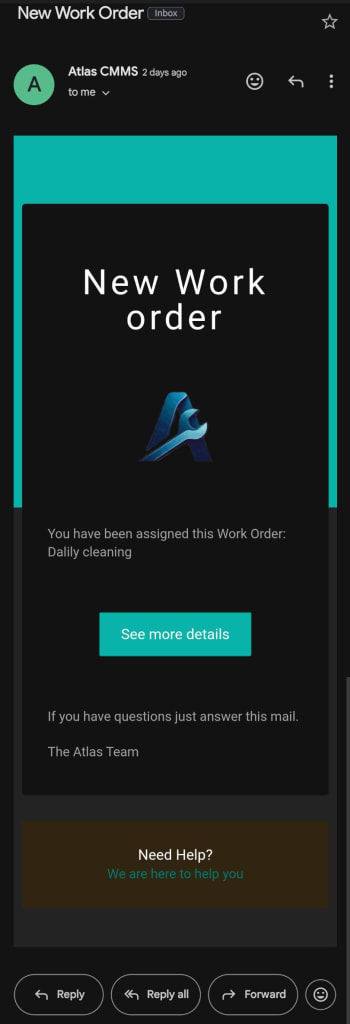 New Work Order Inbox
Atlas CMMS 2 days ago
A
to me
New Work
order
You have been assigned this Work Order:
Dalily cleaning
See more details
If you have questions just answer this mail.
The Atlas Team
Need Help?
We are here to help you
Reply
Reply all
Forward